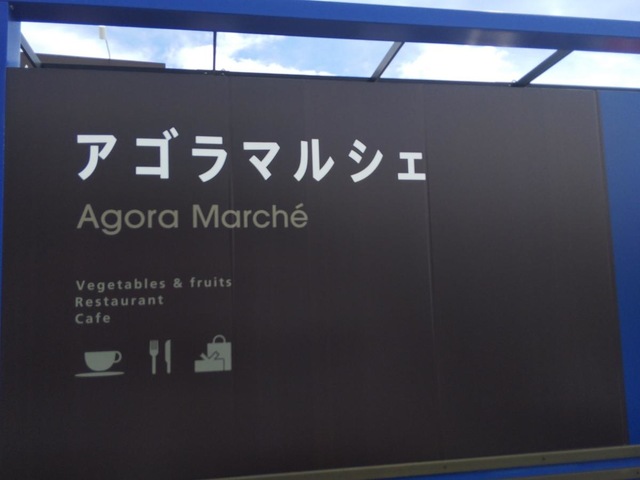 アゴラマルシェ
Agora Marché
Vegetables & fruits
Restaurant
Cafe